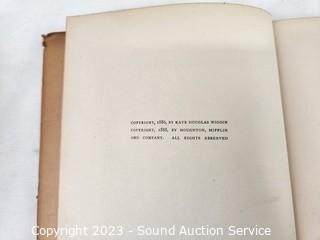 COPYRIGHT, 1886, BY KATE DOUGLAS WIGGIN
COPYRIGHT, 1888, BY HOUGHTON, MIFFLIN
AND COMPANY. ALL RIGHTS RESERVED
Copyright 2023 - Sound Auction Service